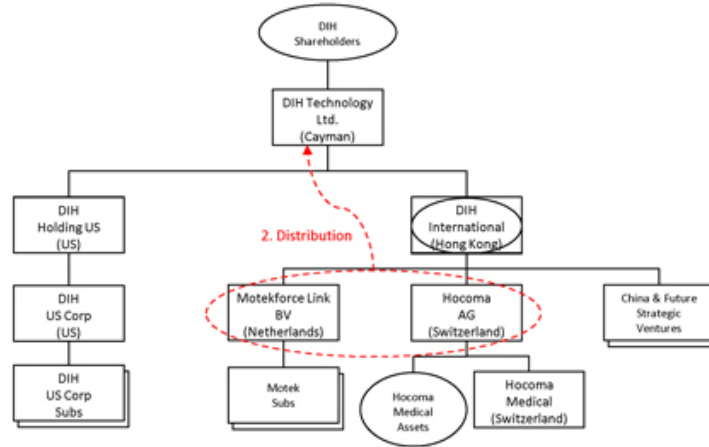 DIH
Shareholders
DIH Technology
Ltd.
(Cayman)
DIH
Holding US
(US)
2. Distribution
DIH
International
(Hong Kong)
DIH
US Corp
(US)
Motekforce Link
BV
(Netherlands)
Hocoma
AG
(Switzerland)
China & Future
Strategic
Ventures
DIH
US Corp
Subs
Motek
Subs
Hocoma
Medical
Assets
Hocoma
Medical
(Switzerland)